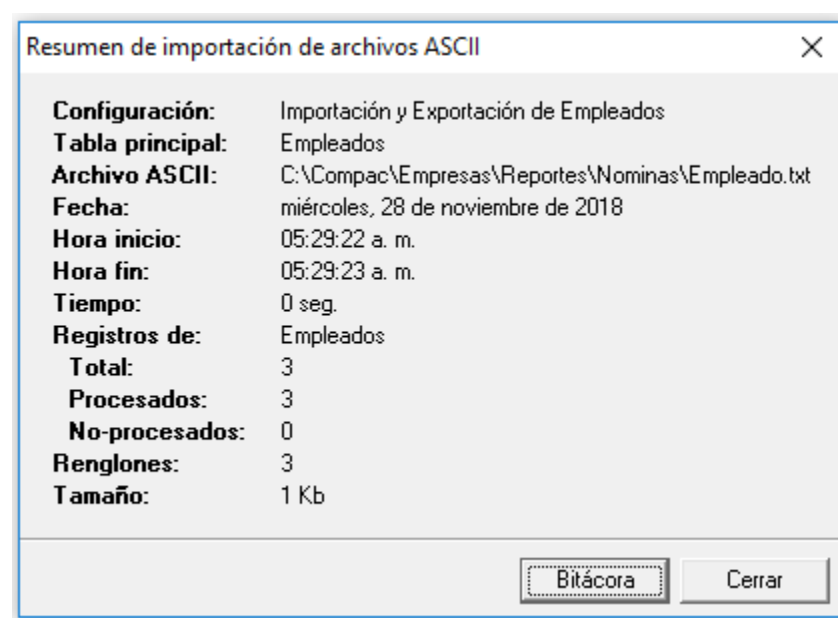 Resumen de importación de archivos ASCII
Configuración: Importación y Exportación de Empleados
Tabla principal: Empleados
Archivo ASCII: C:\Compac\Empresas\Reportes\Nominas\Empleado.txt
Fecha: miércoles, 28 de noviembre de 2018
Hora inicio: 05:29:22 a. m.
Hora fin: 05:29:23 a. m.
Tiempo: 0 seg.
Registros de: Empleados
Total: 3
Procesados: 3
No-procesados: 0
Renglones: 3
Tamaño: 1 Kb
Bitácora Cerrar